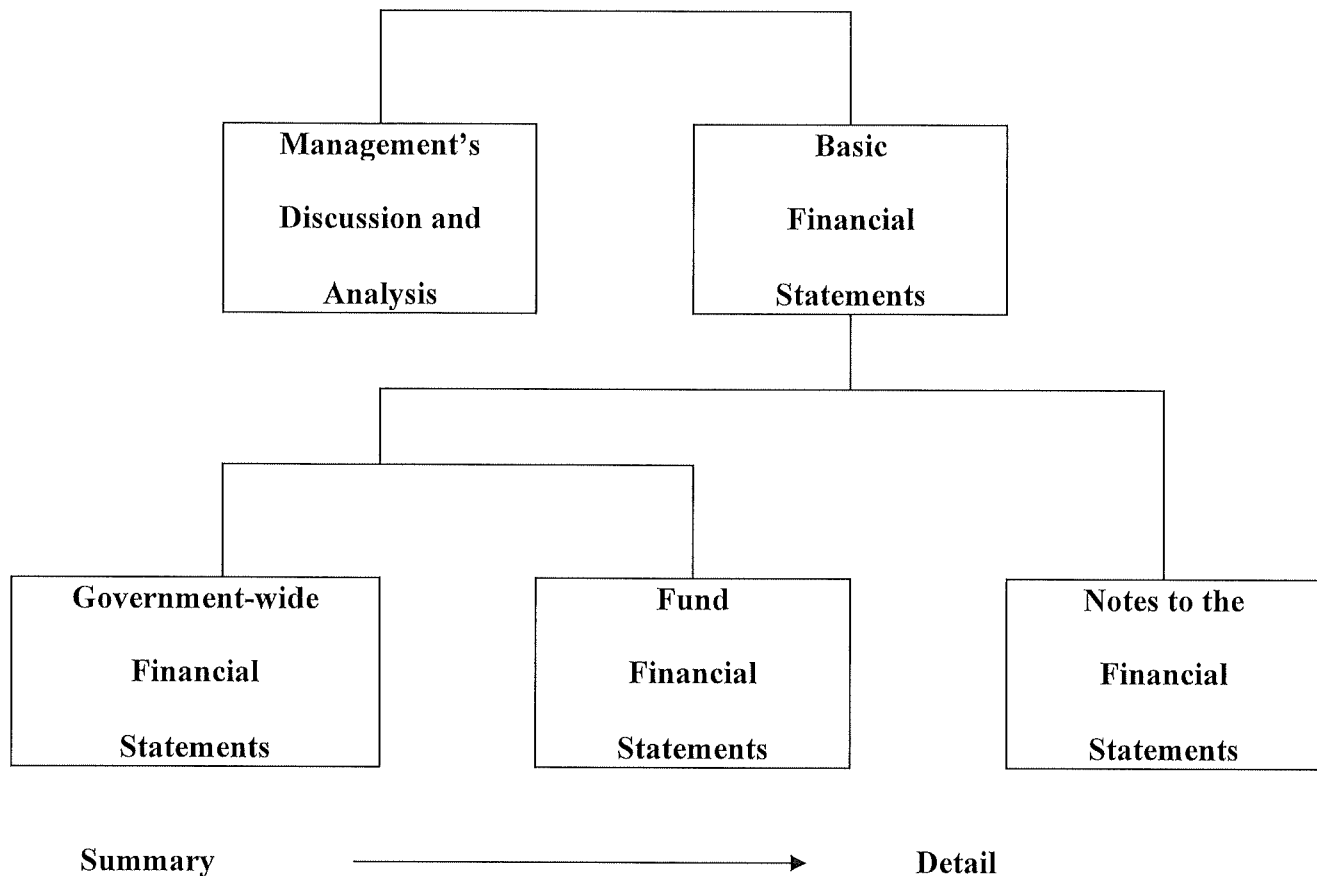 Management’s
Discussion and
Analysis
Basic
Financial
Statements
Government-wide
Financial
Statements
Fund
Financial
Statements
Notes to the
Financial
Statements
Summary
Detail